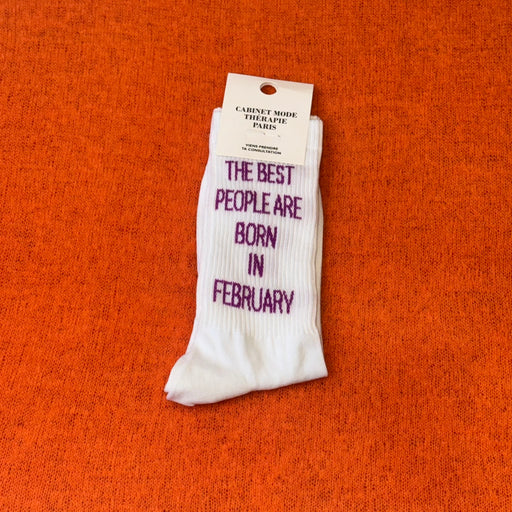 CABINET MODE
THÉRAPIE
PARIS
VIENS PRENDRE
TA CONSULTATION
THE BEST
PEOPLE ARE
BORN
IN
FEBRUARY